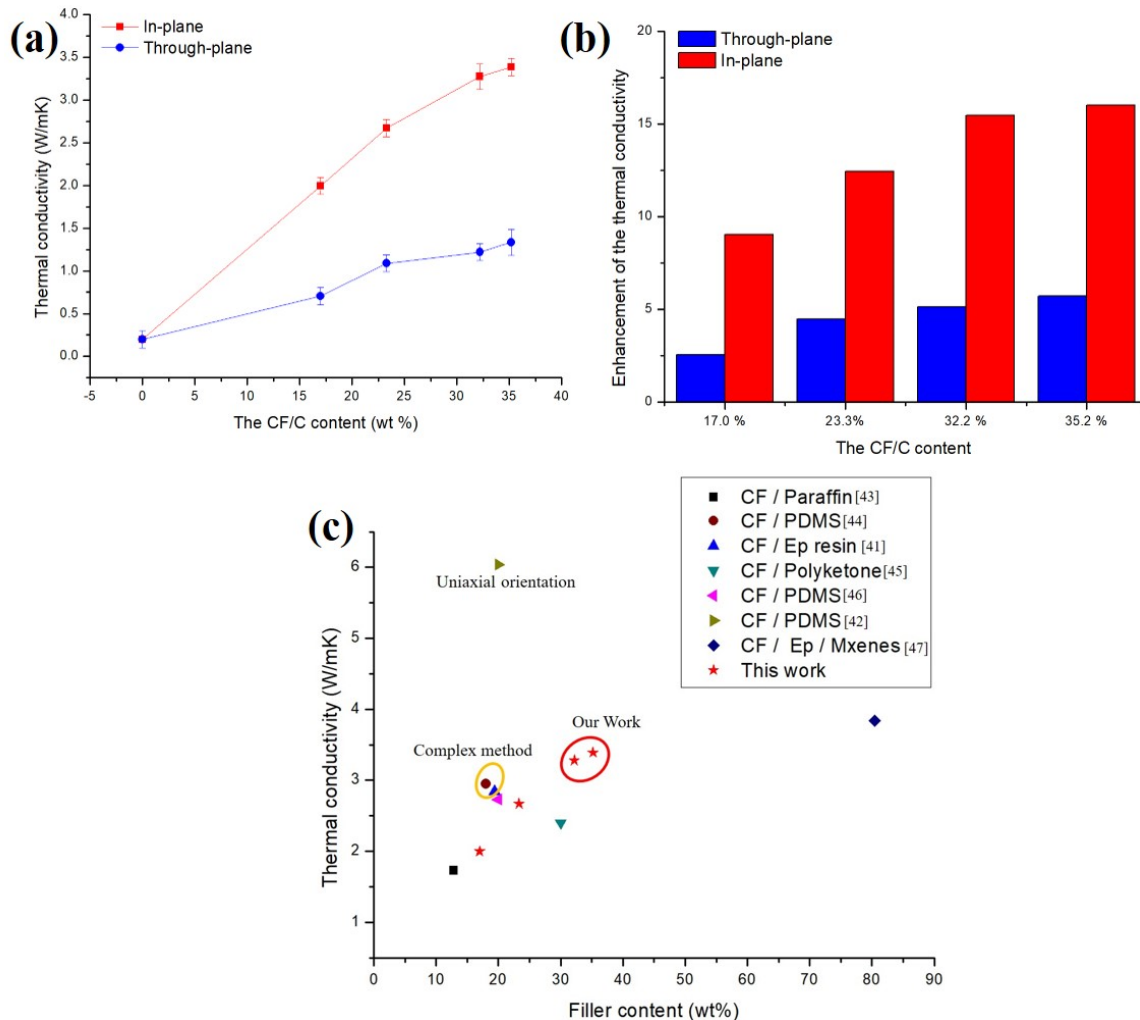 (a)
In-plane
Through-plane
Thermal conductivity (W/mK)
4.0
3.5
3.0
2.5
2.0
1.5
1.0
0.5
0.0
-5 0 5 10 15 20 25 30 35 40
The CF/C content (wt %)
(b)
Through-plane
In-plane
Enhancement of the thermal conductivity
20
15
10
5
0
17.0 % 23.3% 32.2 % 35.2 %
The CF/C content
(c)
CF / Paraffin[43]
CF / PDMS[44]
CF / Ep resin [41]
CF / Polyketone[45]
CF / PDMS[46]
CF / PDMS[42]
CF / Ep / Mxenes [47]
This work
Uniaxial orientation
Our Work
Complex method
Thermal conductivity (W/mK)
6
5
4
3
2
1
0 10 20 30 40 50 60 70 80 90
Filler content (wt%)